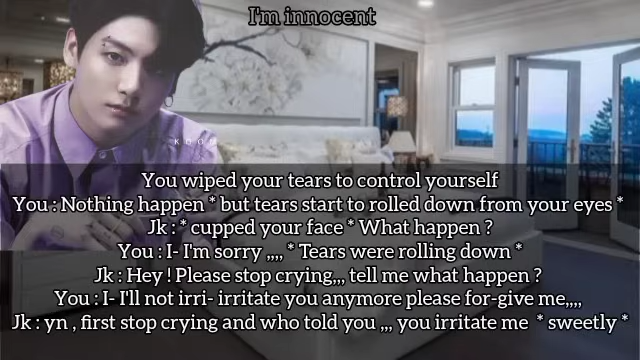 I'm innocent
You wiped your tears to control yourself
You : Nothing happen * but tears start to rolled down from your eyes *
Jk : * cupped your face * What happen ?
You : I- I'm sorry ,,,, * Tears were rolling down *
Jk : Hey ! Please stop crying,,, tell me what happen ?
You : I- I'll not irri- irritate you anymore please for-give me,,,,
Jk : yn , first stop crying and who told you ,,, you irritate me * sweetly *